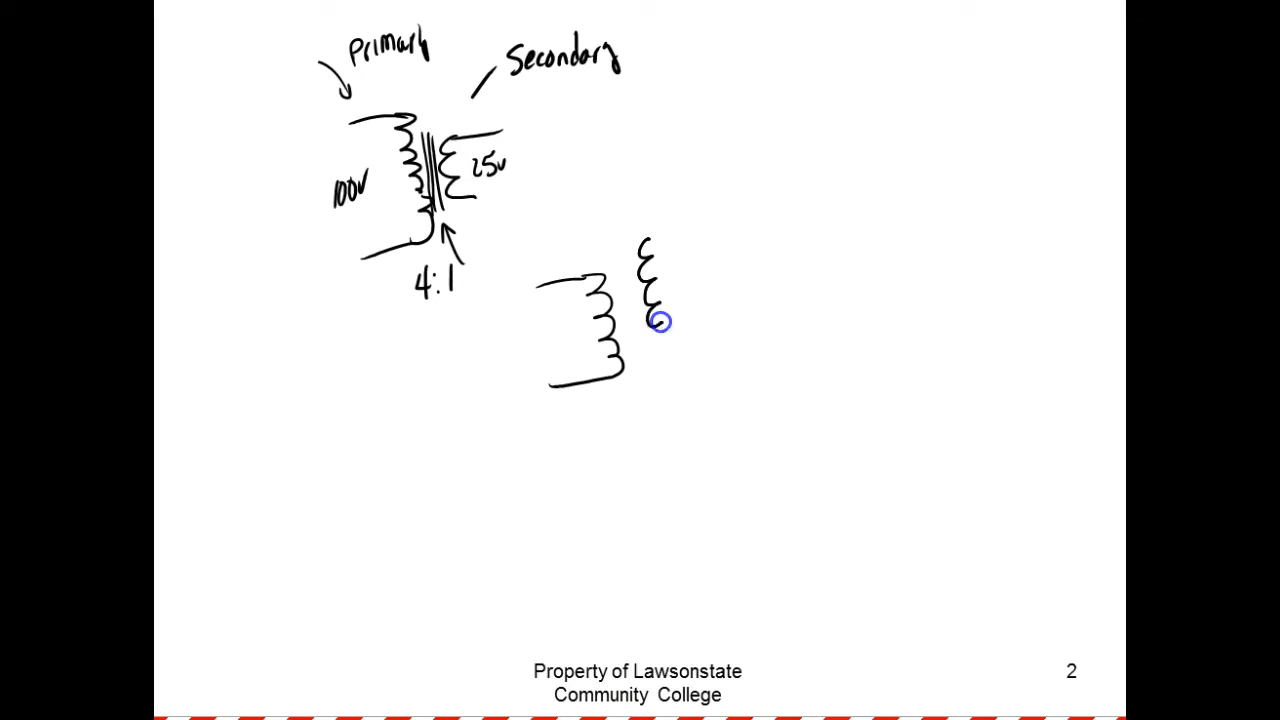 Primary
Secondary
100V
25v
4:1
Property of Lawsonstate
Community College
2